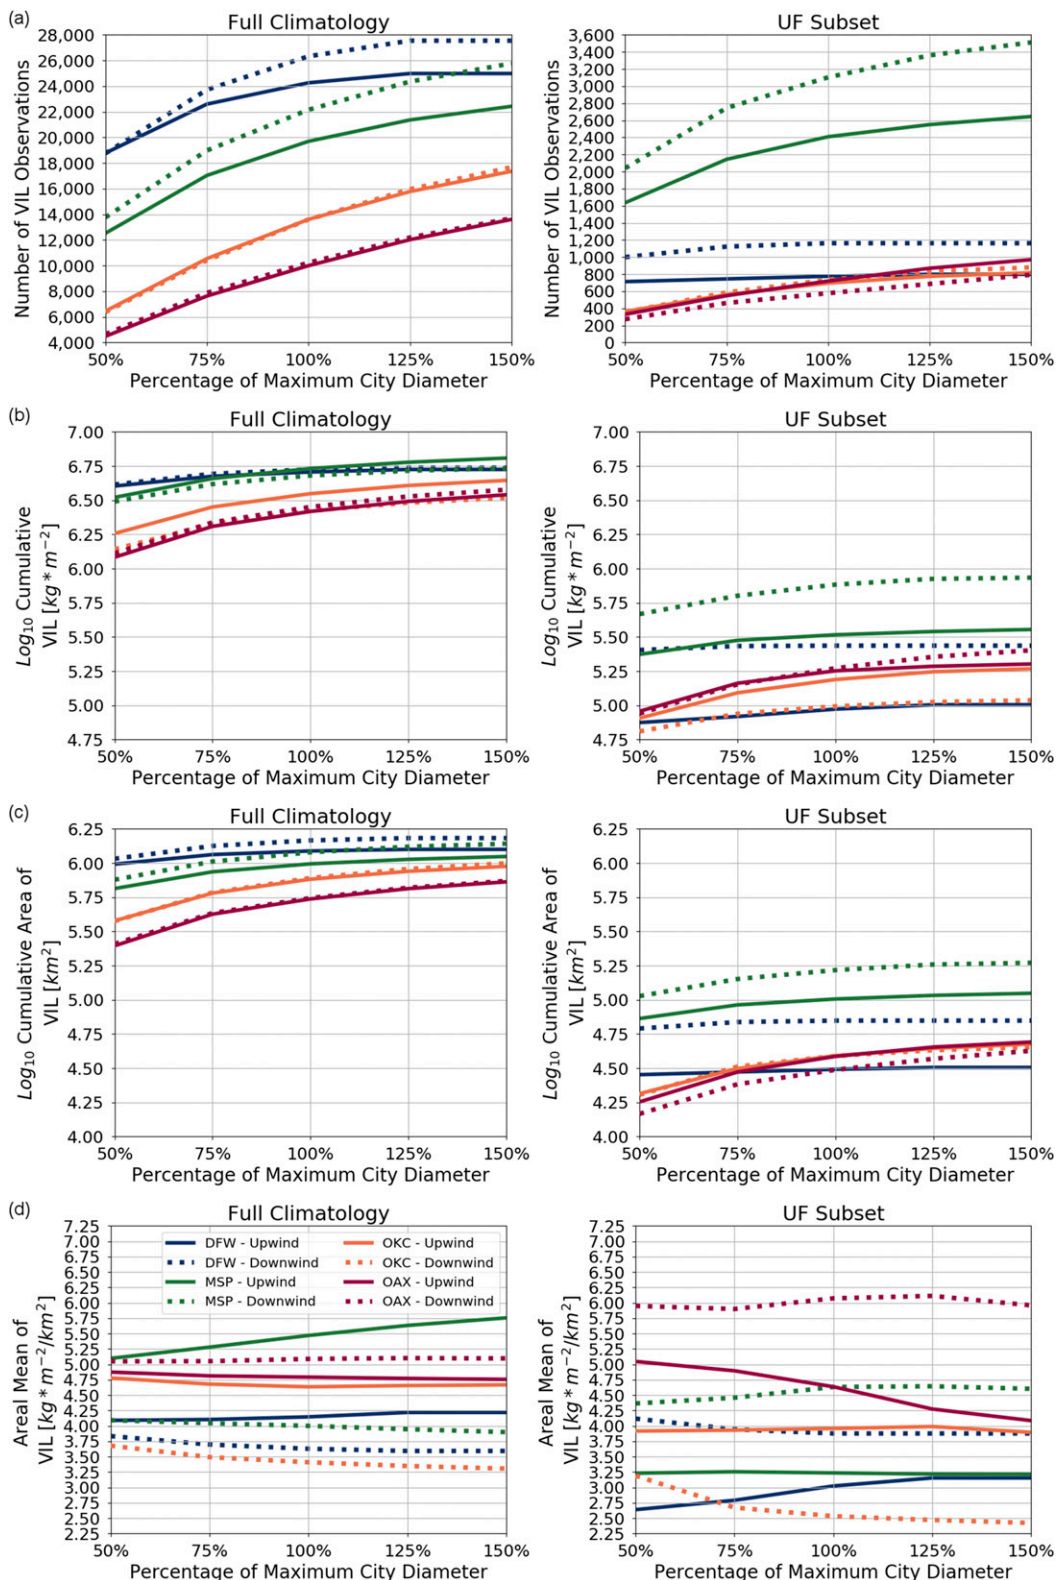 (a)
Full Climatology
UF Subset
Number of VIL Observations
28,000
26,000
24,000
22,000
20,000
18,000
16,000
14,000
12,000
10,000
8,000
6,000
4,000
50% 75% 100% 125% 150%
Percentage of Maximum City Diameter
Number of VIL Observations
3,600
3,400
3,200
3,000
2,800
2,600
2,400
2,200
2,000
1,800
1,600
1,400
1,200
1,000
800
600
400
200
0
50% 75% 100% 125% 150%
Percentage of Maximum City Diameter
(b)
Full Climatology
UF Subset
Log₁₀ Cumulative
VIL [kg * m⁻²]
7.00
6.75
6.50
6.25
6.00
5.75
5.50
5.25
5.00
4.75
50% 75% 100% 125% 150%
Percentage of Maximum City Diameter
Log₁₀ Cumulative
VIL [kg * m⁻²]
7.00
6.75
6.50
6.25
6.00
5.75
5.50
5.25
5.00
4.75
50% 75% 100% 125% 150%
Percentage of Maximum City Diameter
(c)
Full Climatology
UF Subset
Log₁₀ Cumulative Area of
VIL [km²]
6.25
6.00
5.75
5.50
5.25
5.00
4.75
4.50
4.25
4.00
50% 75% 100% 125% 150%
Percentage of Maximum City Diameter
Log₁₀ Cumulative Area of
VIL [km²]
6.25
6.00
5.75
5.50
5.25
5.00
4.75
4.50
4.25
4.00
50% 75% 100% 125% 150%
Percentage of Maximum City Diameter
(d)
Full Climatology
UF Subset
Areal Mean of
VIL [kg * m⁻²/km²]
7.25
7.00
6.75
6.50
6.25
6.00
5.75
5.50
5.25
5.00
4.75
4.50
4.25
4.00
3.75
3.50
3.25
3.00
2.75
2.50
2.25
DFW - Upwind
DFW - Downwind
MSP - Upwind
MSP - Downwind
OKC - Upwind
OKC - Downwind
OAX - Upwind
OAX - Downwind
50% 75% 100% 125% 150%
Percentage of Maximum City Diameter
Areal Mean of
VIL [kg * m⁻²/km²]
7.25
7.00
6.75
6.50
6.25
6.00
5.75
5.50
5.25
5.00
4.75
4.50
4.25
4.00
3.75
3.50
3.25
3.00
2.75
2.50
2.25
50% 75% 100% 125% 150%
Percentage of Maximum City Diameter